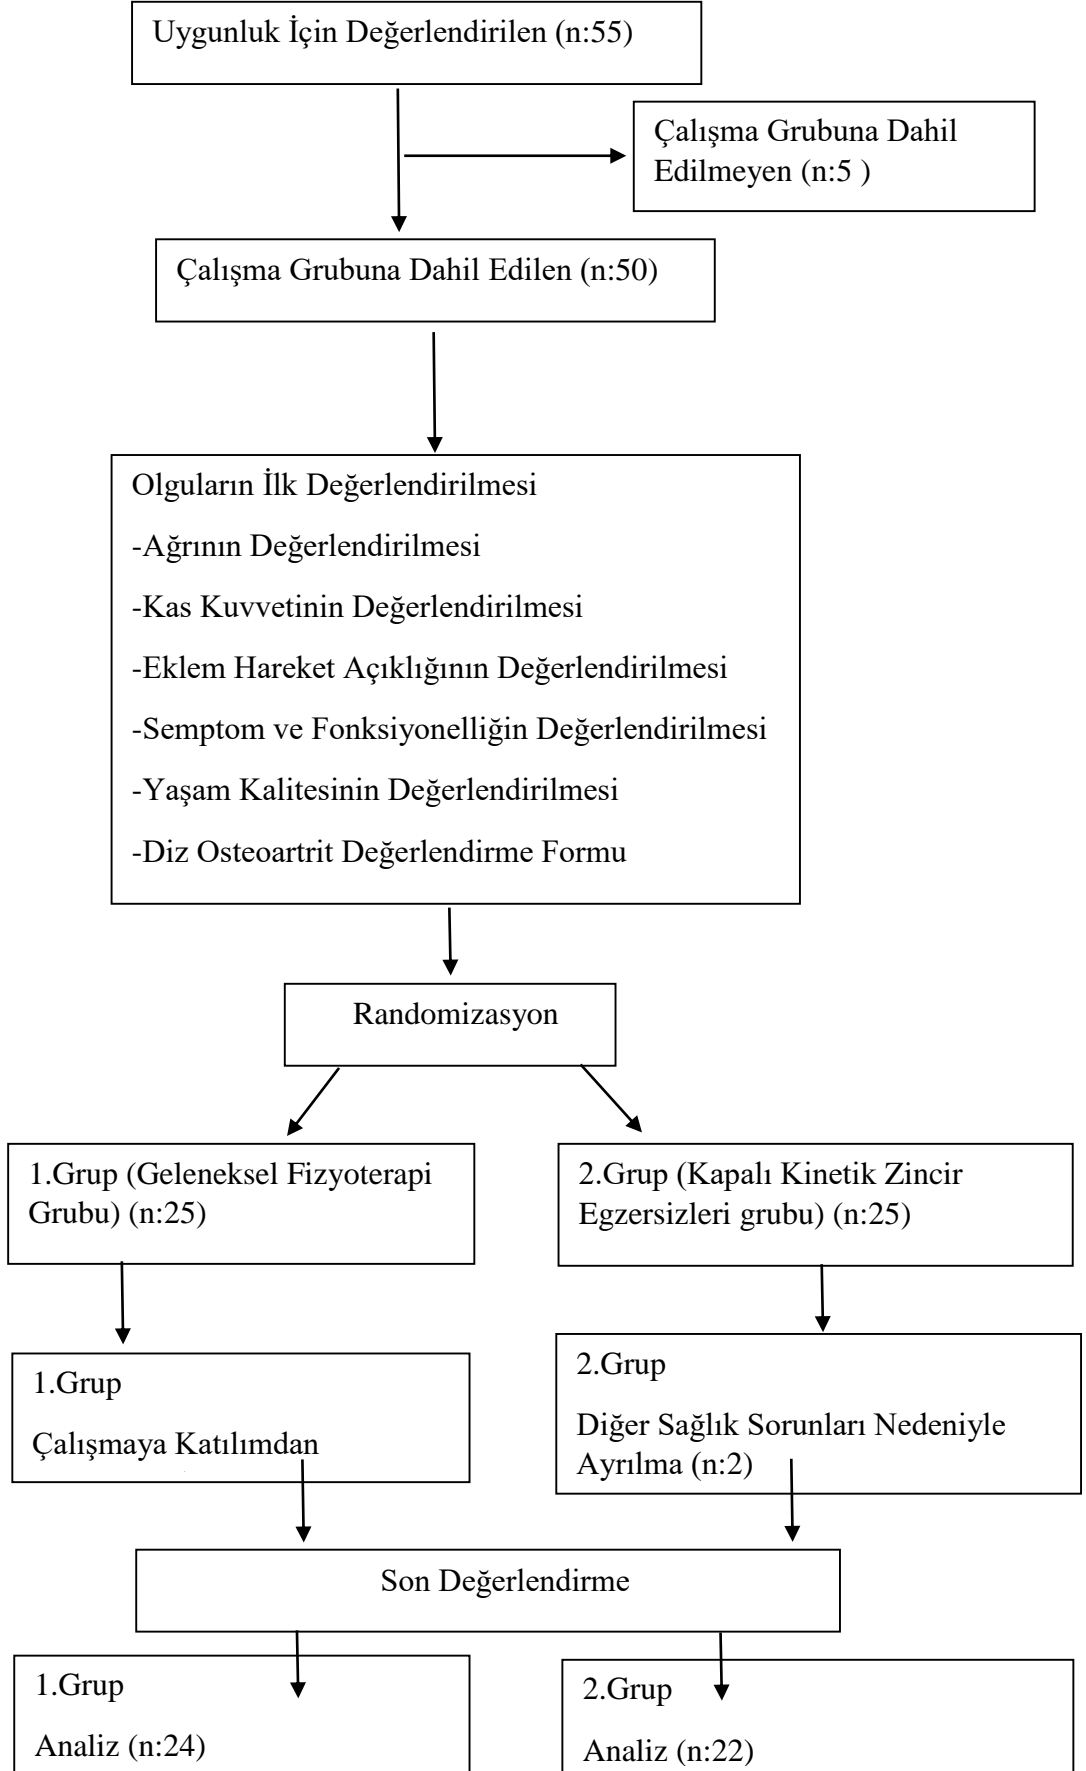 Uygunluk İçin Değerlendirilen (n:55)
Çalışma Grubuna Dahil
Edilmeyen (n:5 )
Çalışma Grubuna Dahil Edilen (n:50)
Olguların İlk Değerlendirilmesi
-Ağrının Değerlendirilmesi
-Kas Kuvvetinin Değerlendirilmesi
-Eklem Hareket Açıklığının Değerlendirilmesi
-Semptom ve Fonksiyonelliğin Değerlendirilmesi
-Yaşam Kalitesinin Değerlendirilmesi
-Diz Osteoartrit Değerlendirme Formu
Randomizasyon
1.Grup (Geleneksel Fizyoterapi
Grubu) (n:25)
2.Grup (Kapalı Kinetik Zincir
Egzersizleri grubu) (n:25)
1.Grup
Çalışmaya Katılımdan
2.Grup
Diğer Sağlık Sorunları Nedeniyle
Ayrılma (n:2)
Son Değerlendirme
1.Grup
Analiz (n:24)
2.Grup
Analiz (n:22)